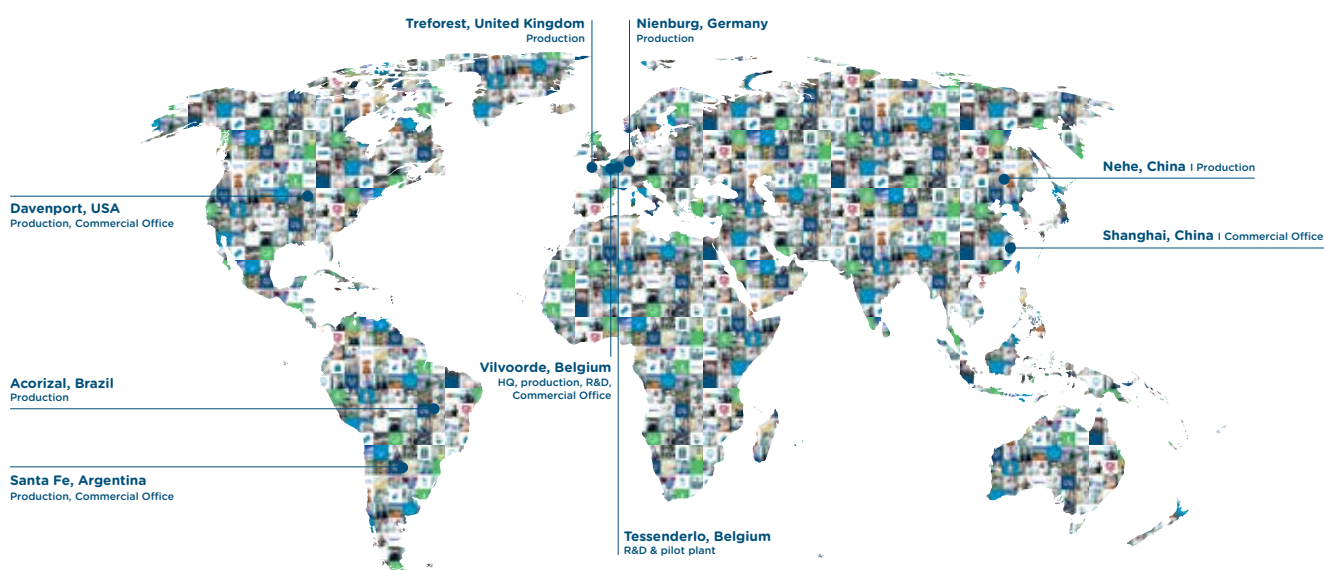 Treforest, United Kingdom
Production
Nienburg, Germany
Production
Nehe, China | Production
Davenport, USA
Production, Commercial Office
Shanghai, China | Commercial Office
Vilvoorde, Belgium
HQ, production, R&D,
Commercial Office
Acorizal, Brazil
Production
Santa Fe, Argentina
Production, Commercial Office
Tessenderlo, Belgium
R&D & pilot plant